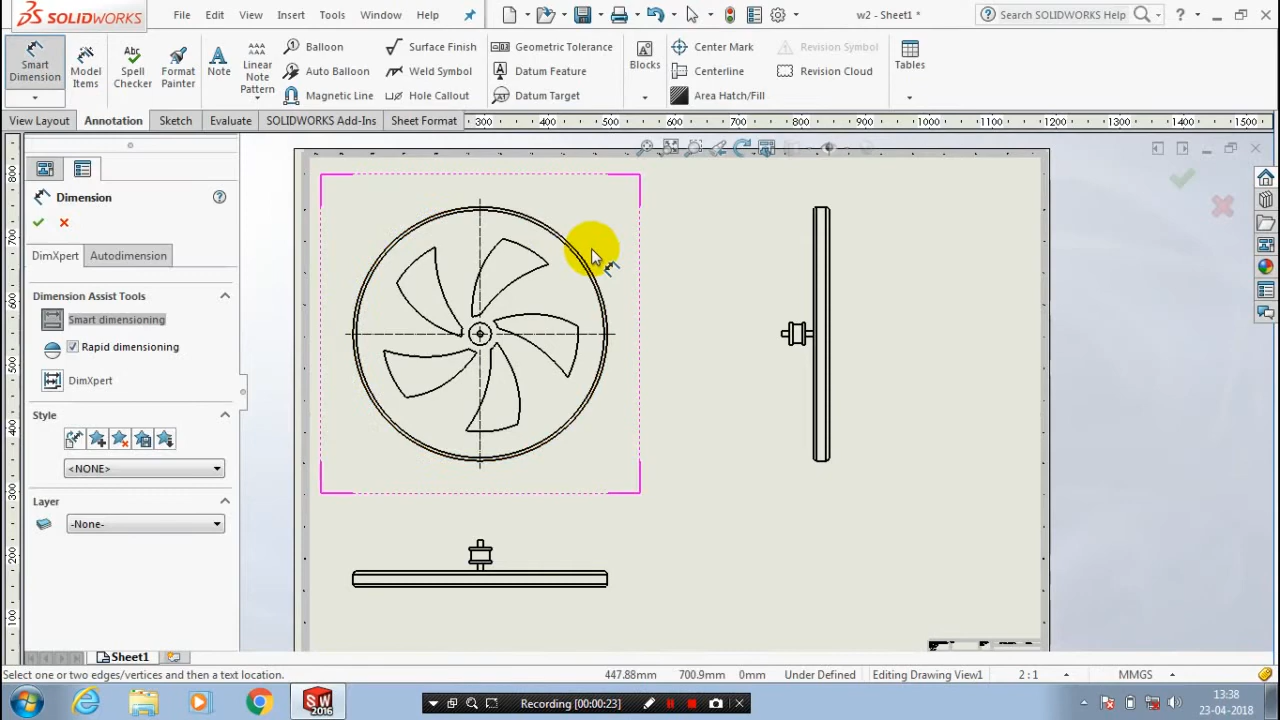 SOLIDWORKS File Edit View Insert Tools Window Help w2 - Sheet1 * Search SOLIDWORKS Help ?
Smart Dimension
Model Items
Spell Checker
Format Painter
Note
Linear Note Pattern
Balloon
Auto Balloon
Magnetic Line
Surface Finish
Weld Symbol
Hole Callout
Geometric Tolerance
Datum Feature
Datum Target
Blocks
Center Mark
Centerline
Area Hatch/Fill
Revision Symbol
Revision Cloud
Tables
View Layout Annotation Sketch Evaluate SOLIDWORKS Add-Ins Sheet Format
300 400 500 600 700 800 900 1000 1100 1200 1300 1400 1500
800
700
600
500
400
300
200
100
Dimension
DimXpert Autodimension
Dimension Assist Tools
Smart dimensioning
Rapid dimensioning
DimXpert
Style
<NONE>
Layer
-None-
Sheet1
Select one or two edges/vertices and then a text location. 447.88mm 700.9mm 0mm Under Defined Editing Drawing View1 2 : 1 MMGS
SW 2016
Recording [00:00:23]
13:38
23-04-2018